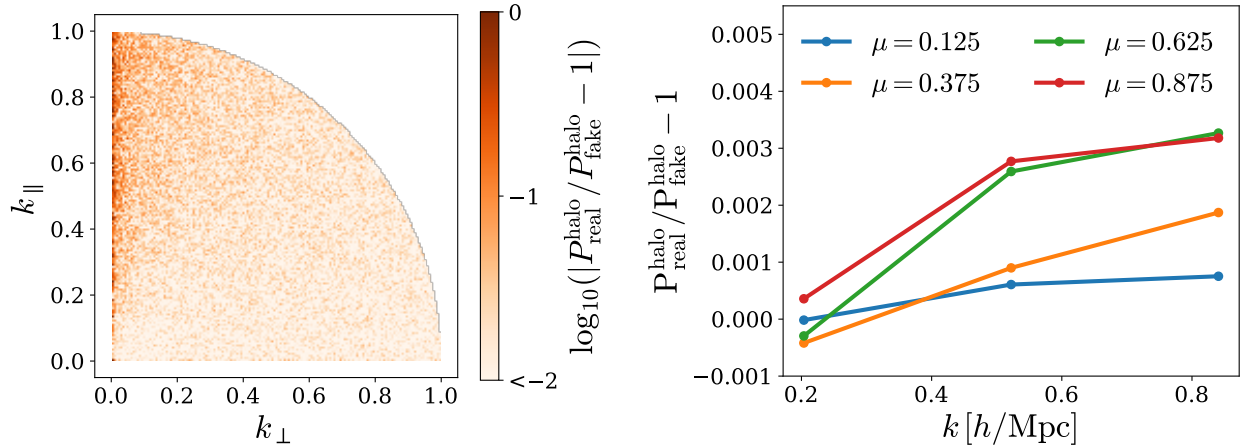 1.0
0.8
0.6
0.4
0.2
0.0
k∥
0.0 0.2 0.4 0.6 0.8 1.0
k⊥
0
−1
<−2
log₁₀(|P^halo_real/P^halo_fake − 1|)
0.005
0.004
0.003
0.002
0.001
0.000
−0.001
P^halo_real/P^halo_fake − 1
μ = 0.125 μ = 0.625
μ = 0.375 μ = 0.875
0.2 0.4 0.6 0.8
k [h/Mpc]